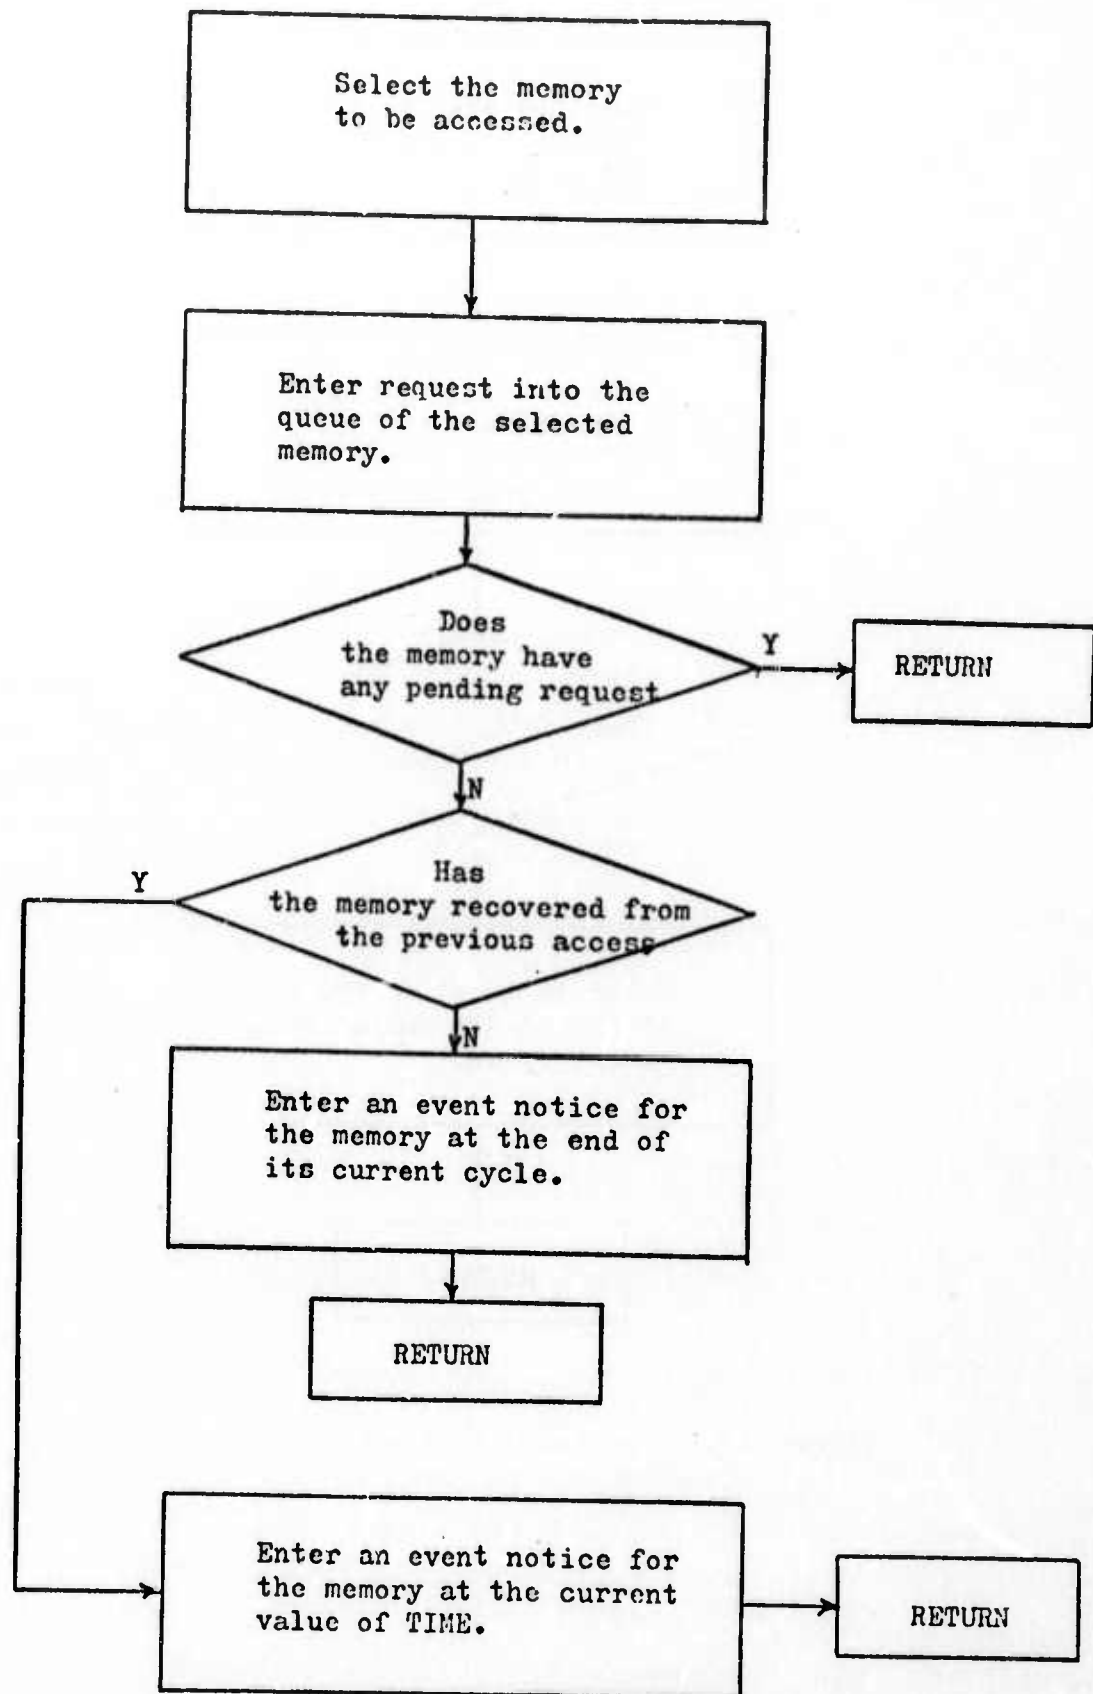 Select the memory
to be accessed.
Enter request into the
queue of the selected
memory.
Does
the memory have
any pending request
Y
RETURN
N
Has
the memory recovered from
the previous access
Y
N
Enter an event notice for
the memory at the end of
its current cycle.
RETURN
Enter an event notice for
the memory at the current
value of TIME.
RETURN